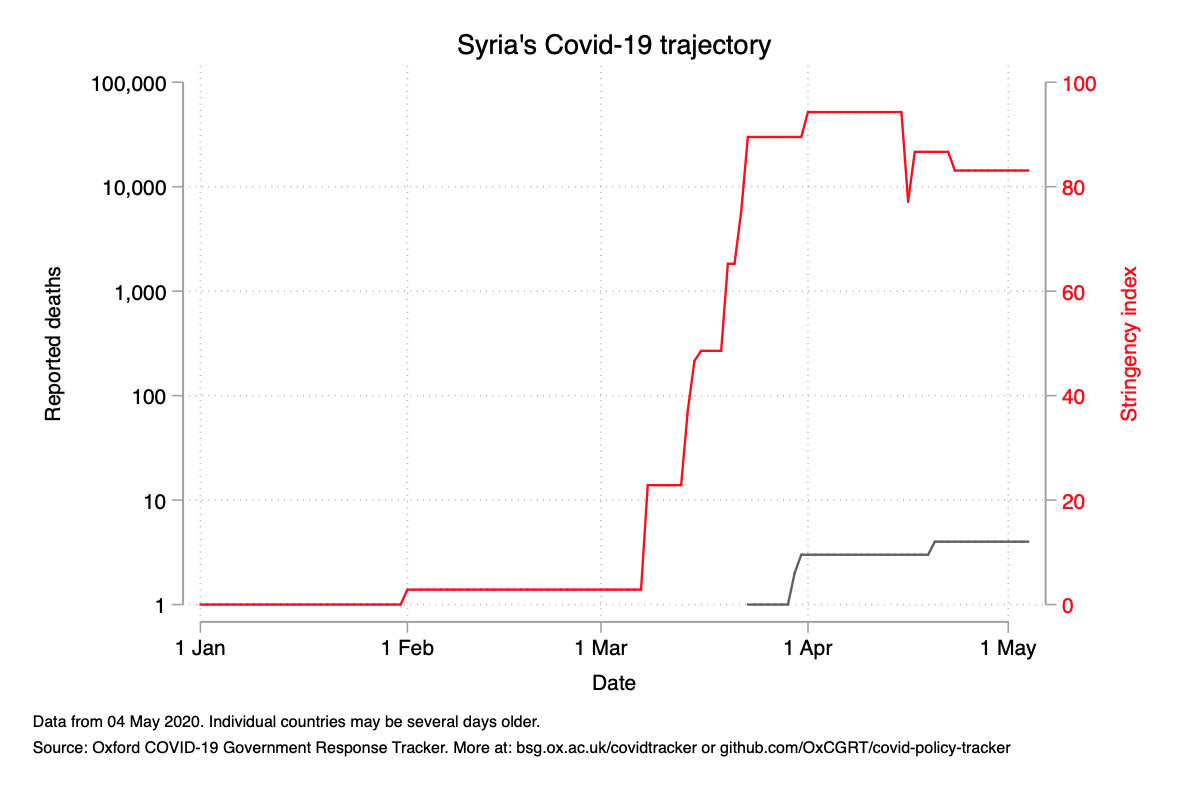 Syria's Covid-19 trajectory
100,000
10,000
1,000
100
10
1
Reported deaths
100
80
60
40
20
0
Stringency index
1 Jan
1 Feb
1 Mar
1 Apr
1 May
Date
Data from 04 May 2020. Individual countries may be several days older.
Source: Oxford COVID-19 Government Response Tracker. More at: bsg.ox.ac.uk/covidtracker or github.com/OxCGRT/covid-policy-tracker